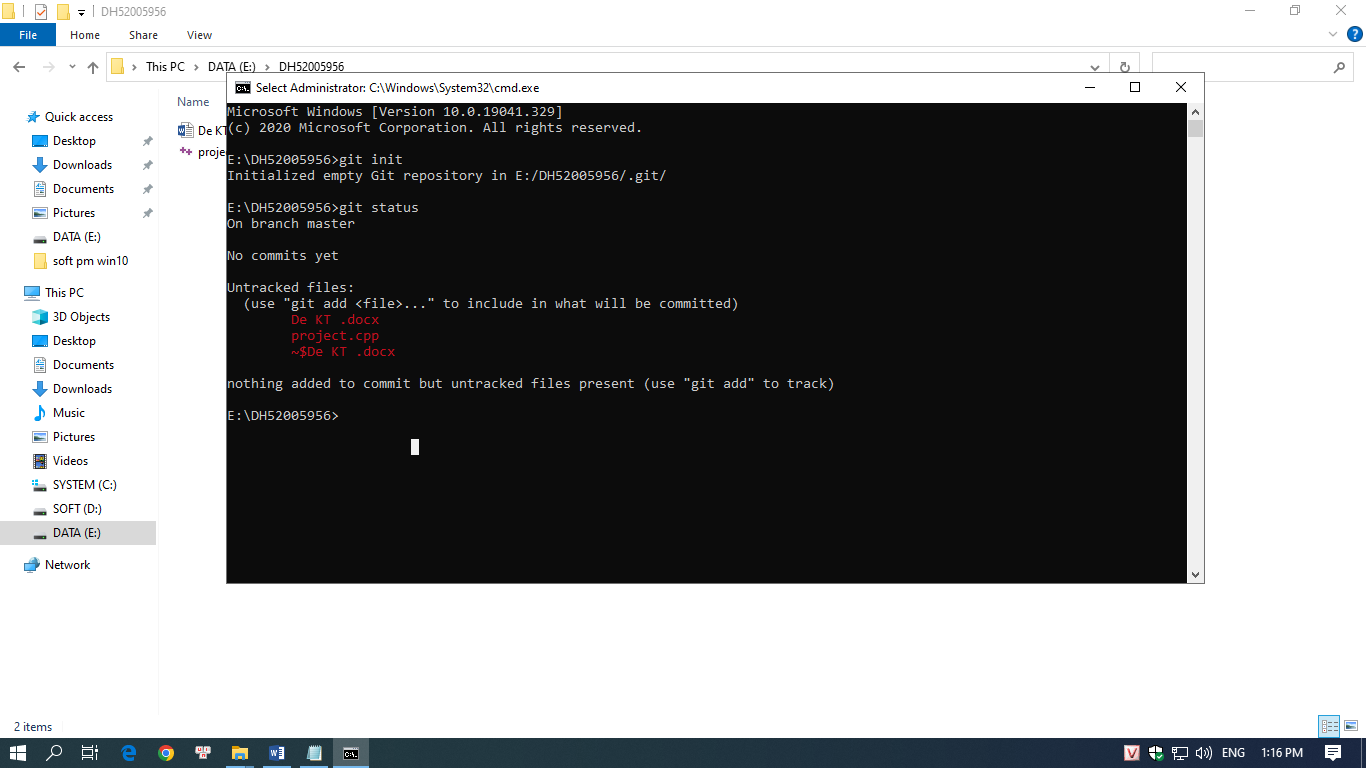 DH52005956
File Home Share View
This PC > DATA (E:) > DH52005956
Name
Quick access
Desktop
Downloads
Documents
Pictures
DATA (E:)
soft pm win10
This PC
3D Objects
Desktop
Documents
Downloads
Music
Pictures
Videos
SYSTEM (C:)
SOFT (D:)
DATA (E:)
Network
De KT
proje
Select Administrator: C:\Windows\System32\cmd.exe
Microsoft Windows [Version 10.0.19041.329]
(c) 2020 Microsoft Corporation. All rights reserved.
E:\DH52005956>git init
Initialized empty Git repository in E:/DH52005956/.git/
E:\DH52005956>git status
On branch master
No commits yet
Untracked files:
(use "git add <file>..." to include in what will be committed)
De KT .docx
project.cpp
~$De KT .docx
nothing added to commit but untracked files present (use "git add" to track)
E:\DH52005956>
2 items
ENG 1:16 PM